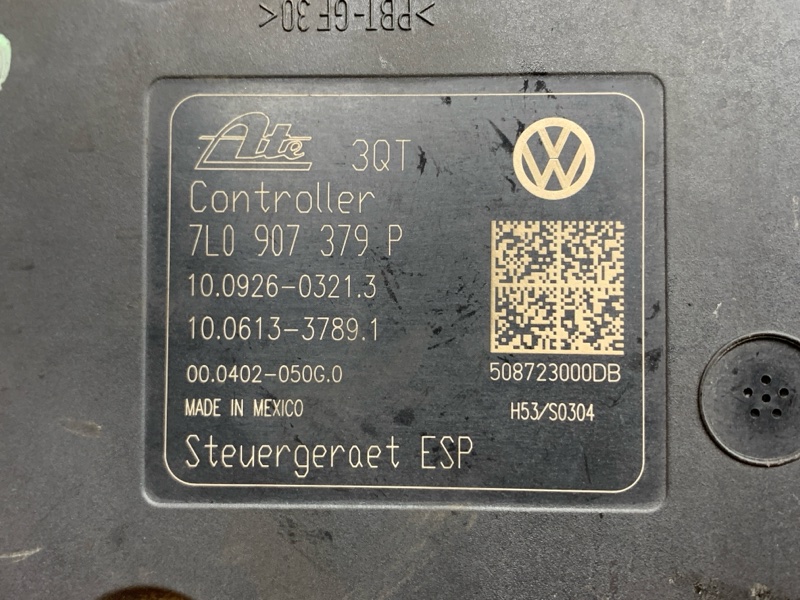 >PBT-GF30<
Ate 3QT
Controller
7L0 907 379 P
10.0926-0321.3
10.0613-3789.1
00.0402-050G.0
508723000DB
MADE IN MEXICO
H53/S0304
Steuergeraet ESP